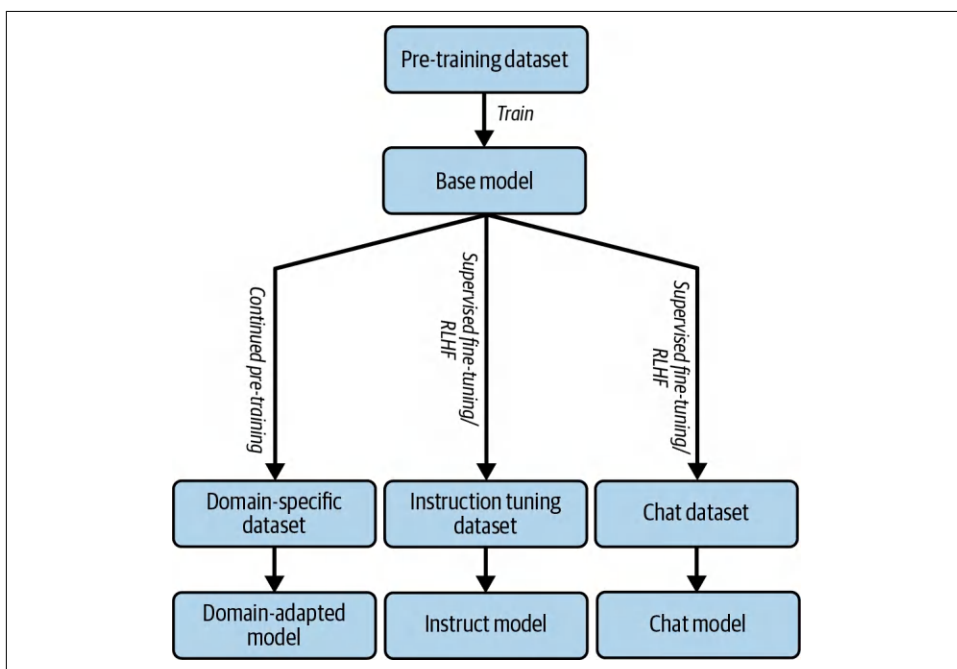 Pre-training dataset
Train
Base model
Continued pre-training
Supervised fine-tuning/
RLHF
Supervised fine-tuning/
RLHF
Domain-specific
dataset
Instruction tuning
dataset
Chat dataset
Domain-adapted
model
Instruct model
Chat model